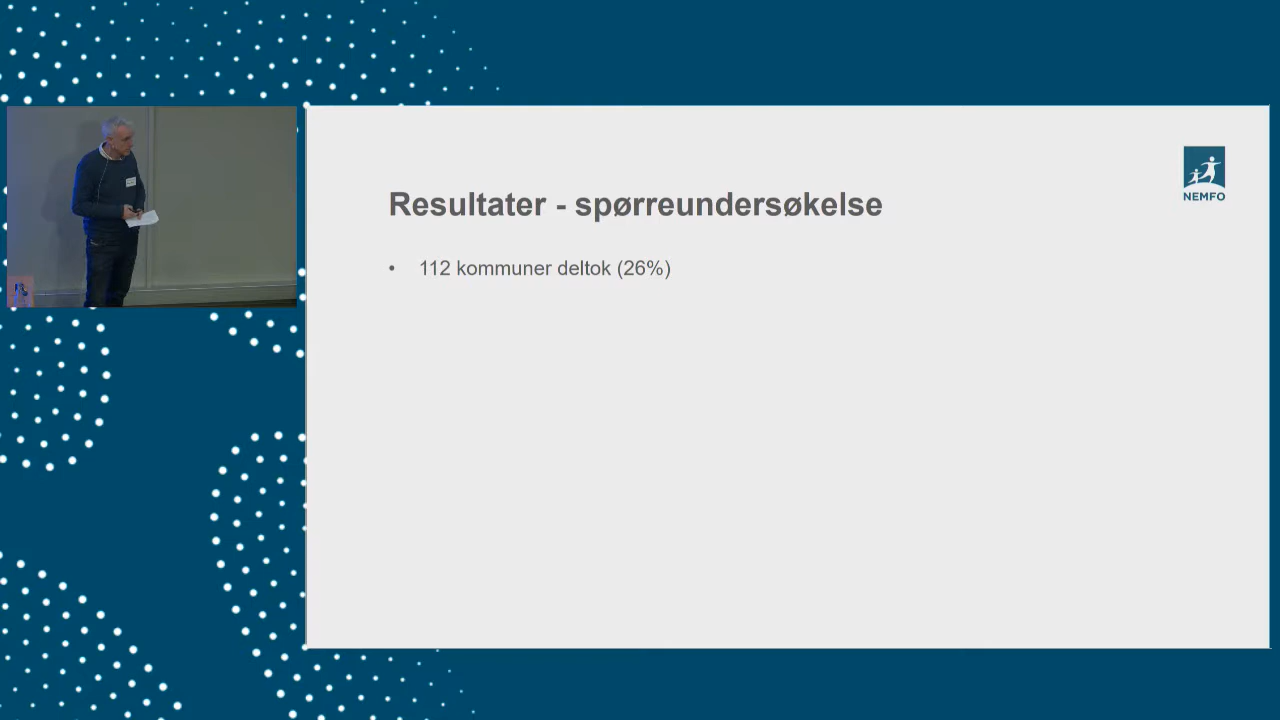 Resultater - spørreundersøkelse
• 112 kommuner deltok (26%)
NEMFO